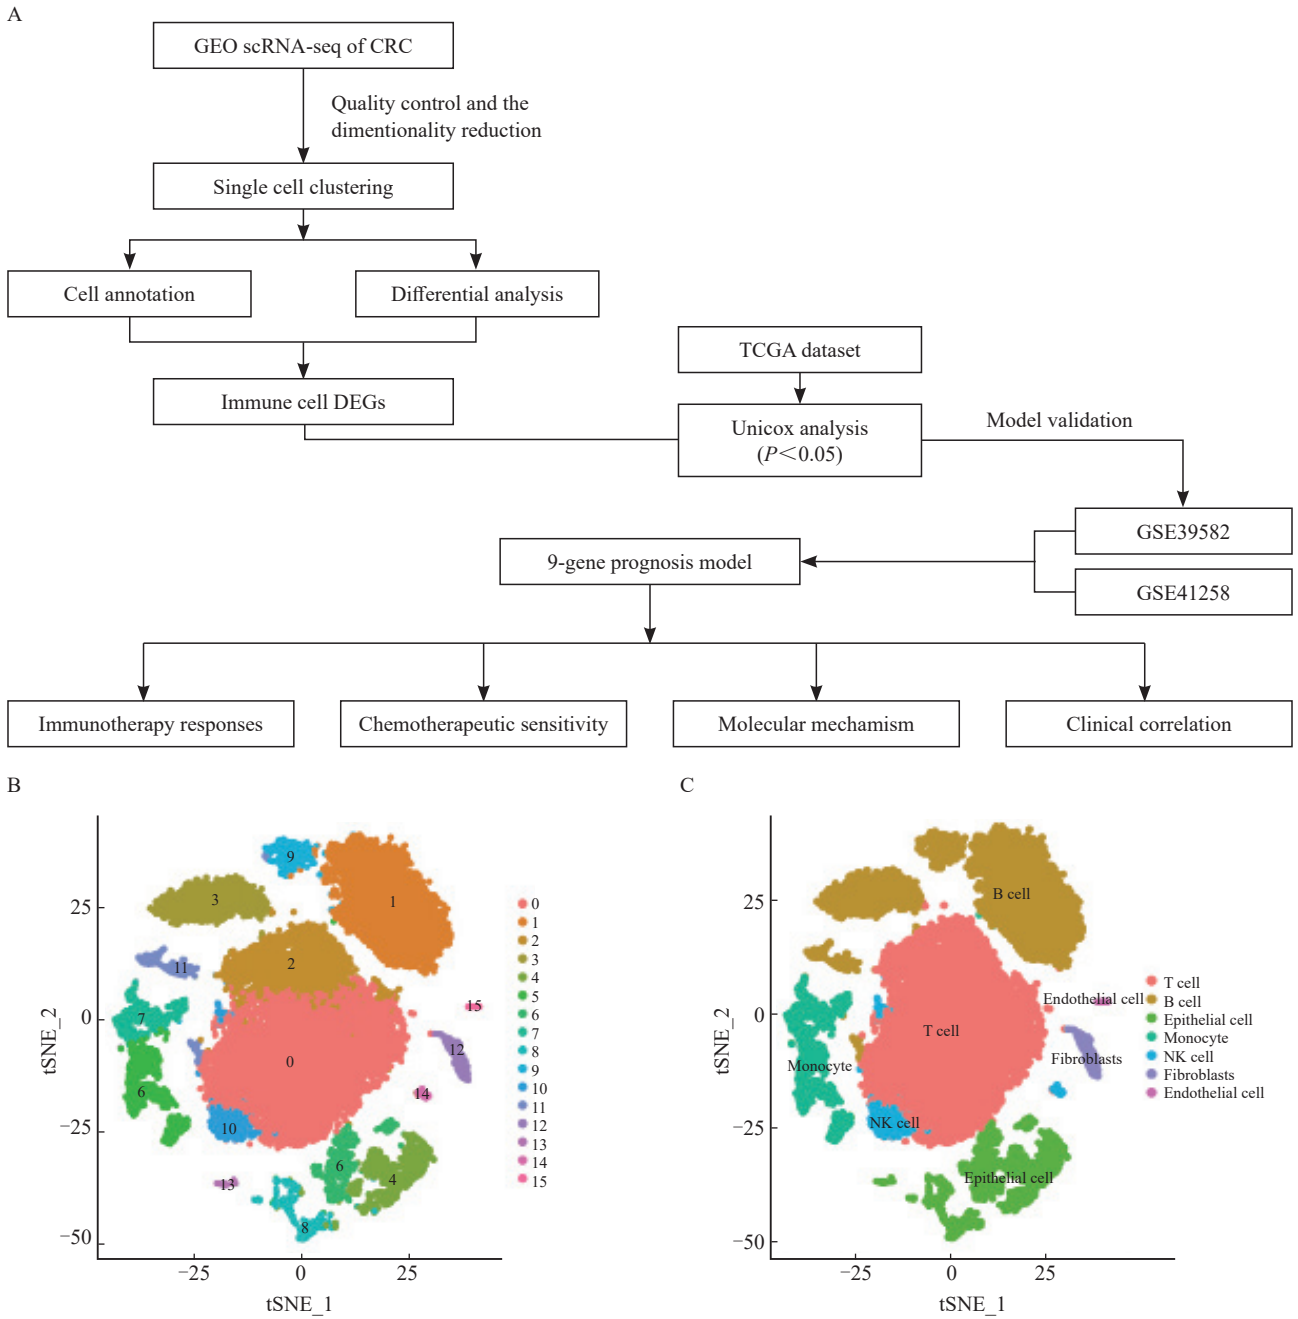 A
GEO scRNA-seq of CRC
Quality control and the
dimentionality reduction
Single cell clustering
Cell annotation
Differential analysis
Immune cell DEGs
TCGA dataset
Unicox analysis
(P<0.05)
Model validation
GSE39582
GSE41258
9-gene prognosis model
Immunotherapy responses
Chemotherapeutic sensitivity
Molecular mechamism
Clinical correlation
B
tSNE_2
25
0
−25
−50
−25
0
25
tSNE_1
9
3
1
2
11
7
15
0
12
6
14
10
6
4
13
8
0
1
2
3
4
5
6
7
8
9
10
11
12
13
14
15
C
tSNE_2
25
0
−25
−50
−25
0
25
tSNE_1
B cell
Endothelial cell
T cell
Fibroblasts
Monocyte
NK cell
Epithelial cell
T cell
B cell
Epithelial cell
Monocyte
NK cell
Fibroblasts
Endothelial cell